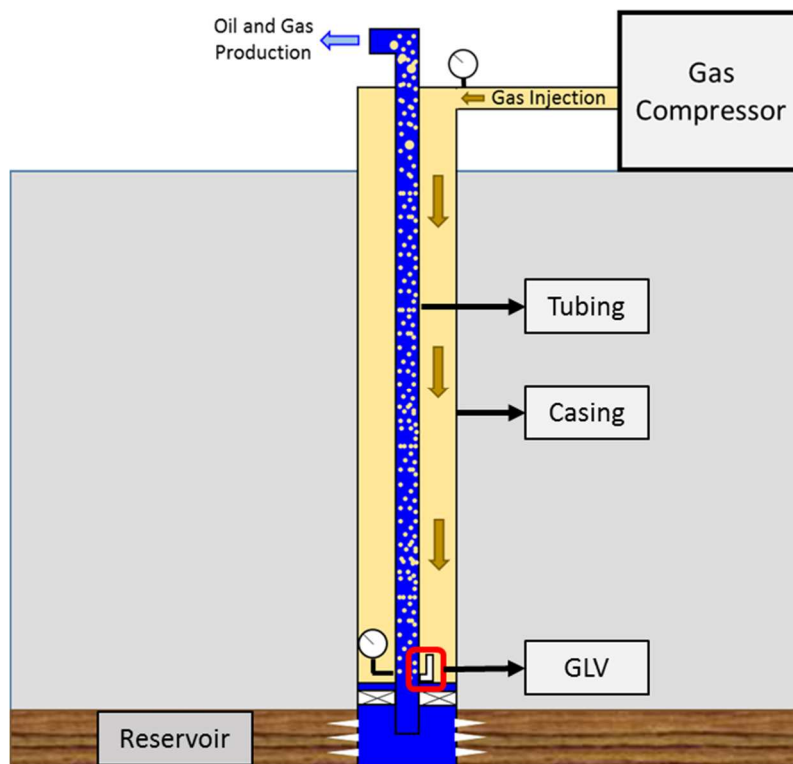 Oil and Gas
Production
Gas Injection
Gas
Compressor
Tubing
Casing
GLV
Reservoir